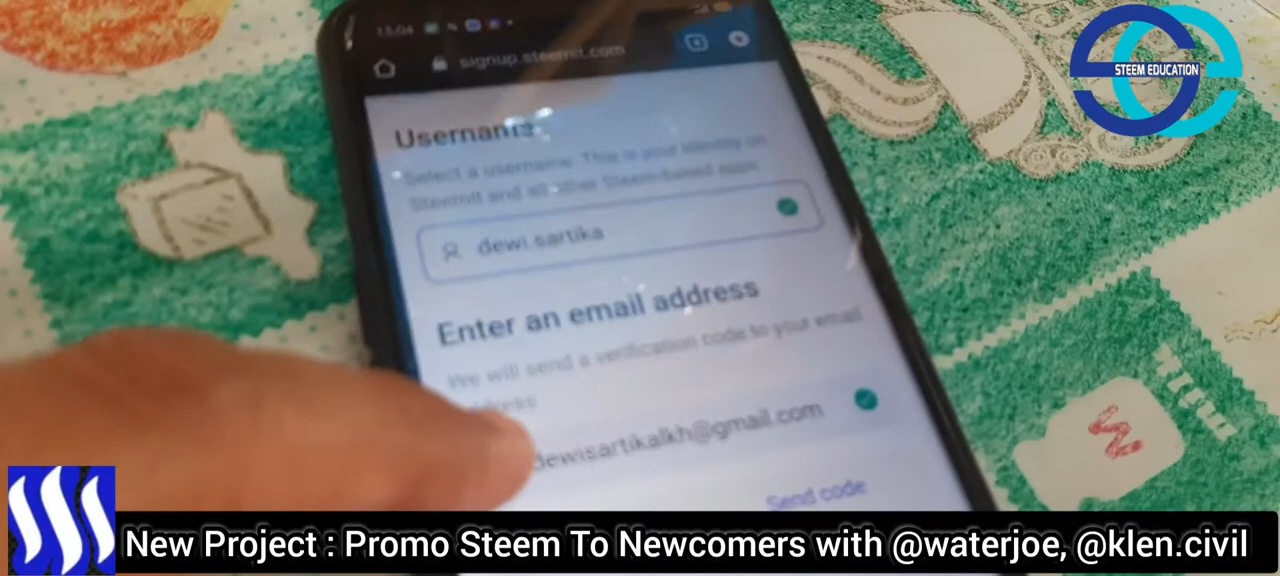 13.04
signup.steemit.com
STEEM EDUCATION
Username
Select a username. This is your identity on
Steemit and all other Steem-based apps.
dewi.sartika
Enter an email address
We will send a verification code to your email
address
dewisartikalkh@gmail.com
Send code
New Project : Promo Steem To Newcomers with @waterjoe, @klen.civil